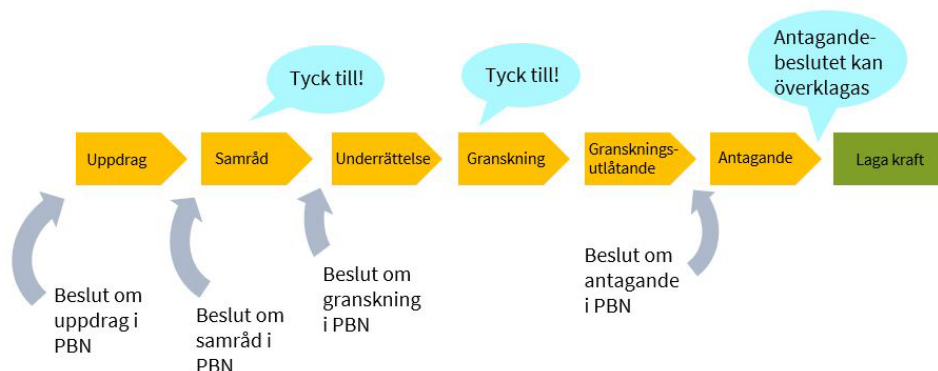 Tyck till!
Tyck till!
Antagande-
beslutet kan
överklagas
Uppdrag
Samråd
Underrättelse
Granskning
Gransknings-
utlåtande
Antagande
Laga kraft
Beslut om
uppdrag i
PBN
Beslut om
samråd i
PBN
Beslut om
granskning
i PBN
Beslut om
antagande
i PBN